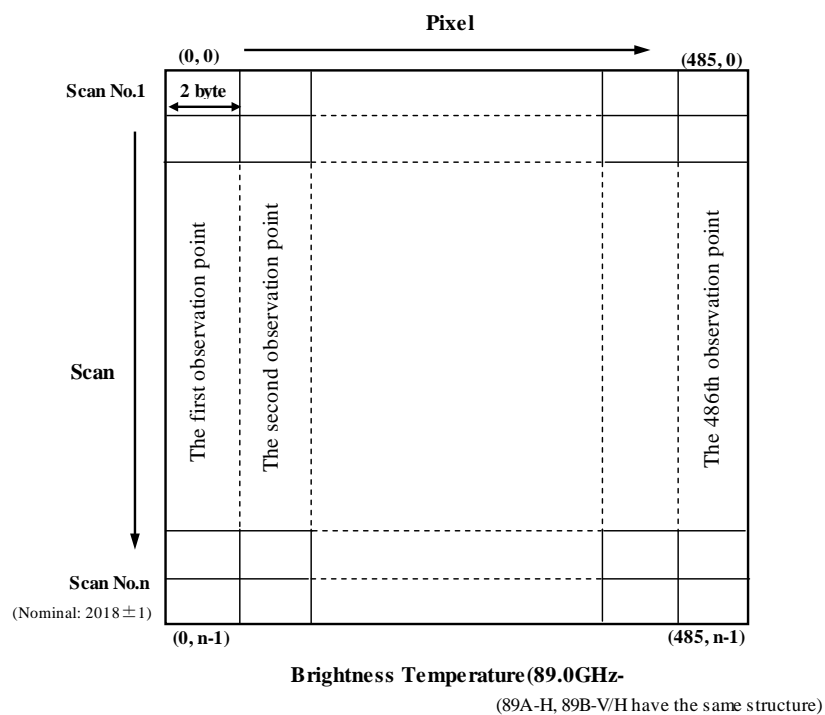 Pixel
(0, 0)
(485, 0)
Scan No.1
2 byte
The first observation point
The second observation point
The 486th observation point
Scan
Scan No.n
(Nominal: 2018±1)
(0, n-1)
(485, n-1)
Brightness Temperature(89.0GHz-
(89A-H, 89B-V/H have the same structure)